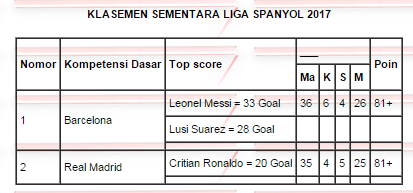 KLASEMEN SEMENTARA LIGA SPANYOL 2017
Nomor Kompetensi Dasar Top score ___ Poin
Ma K S M
1 Barcelona Leonel Messi = 33 Goal 36 6 4 26 81+
Lusi Suarez = 28 Goal
2 Real Madrid Critian Ronaldo = 20 Goal 35 4 5 25 81+